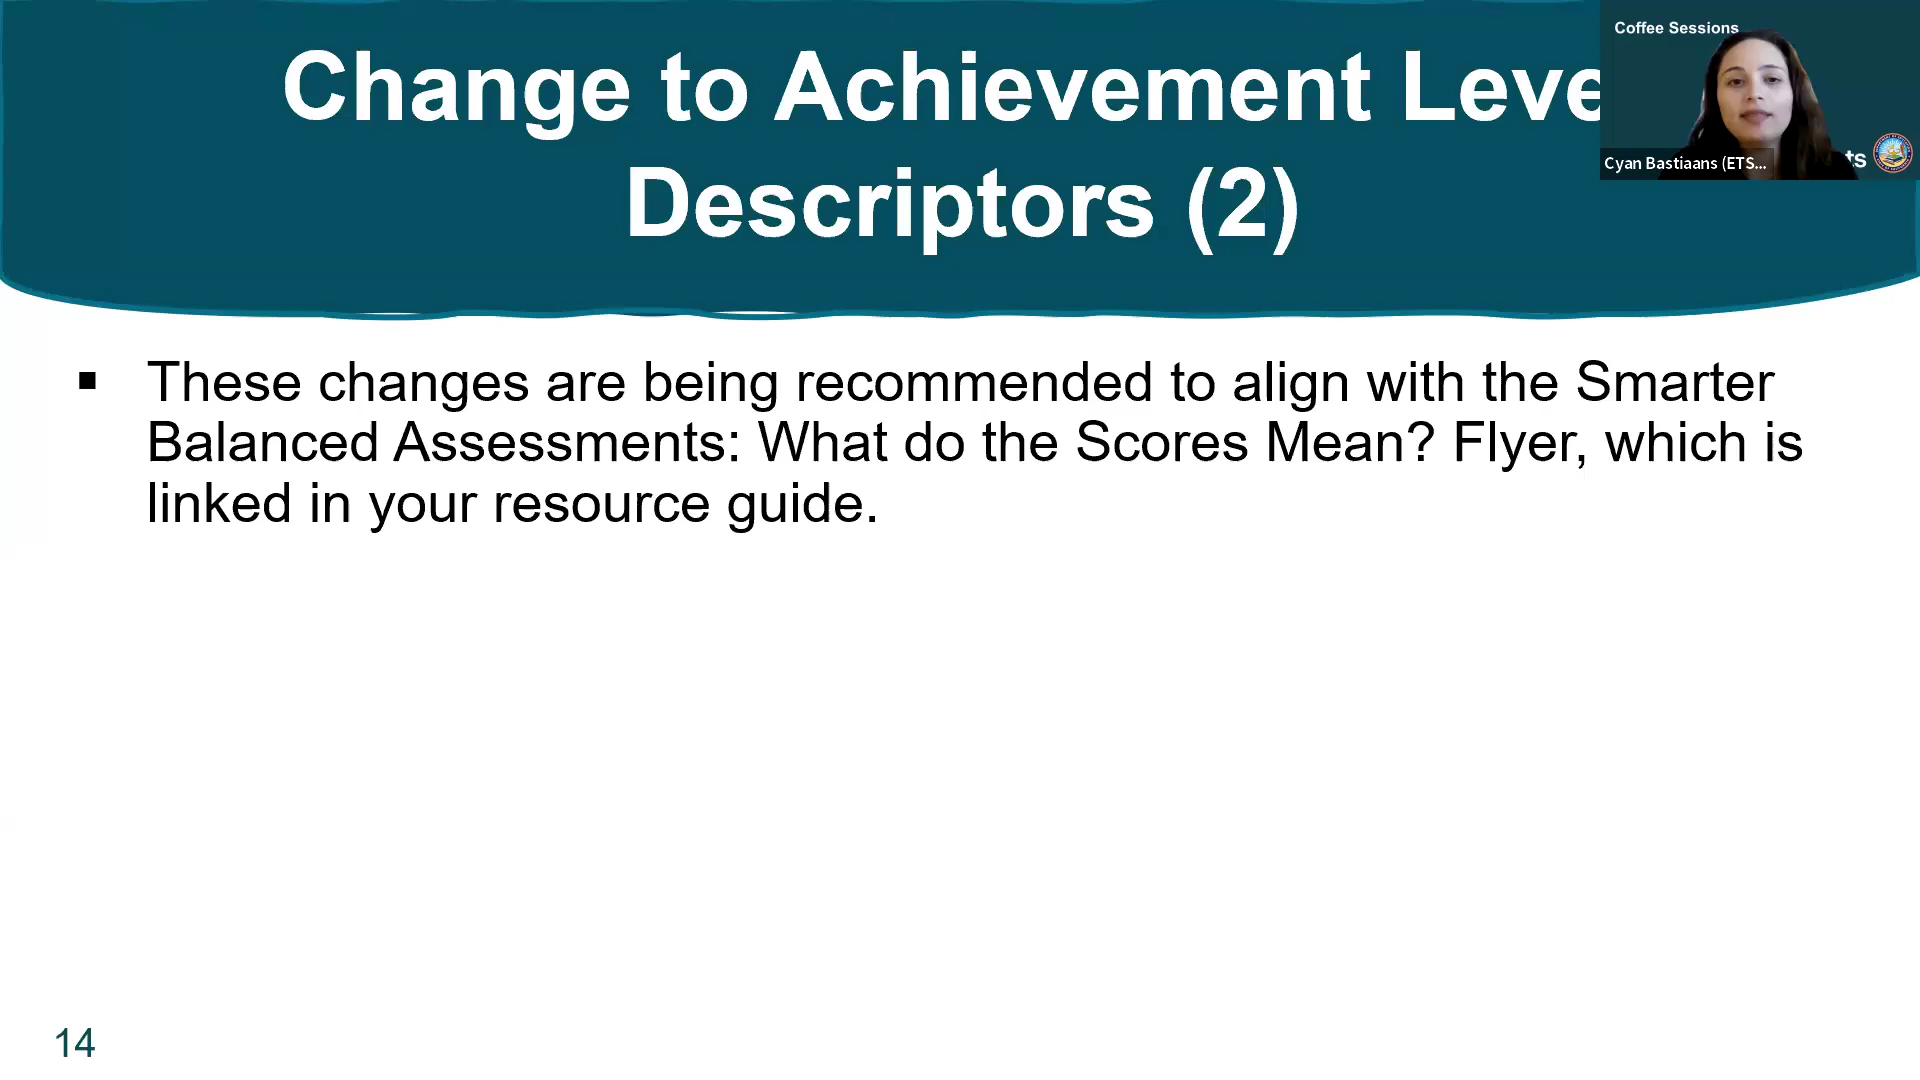 Change to Achievement Leve
Descriptors (2)
Coffee Sessions
Cyan Bastiaans (ETS...
ts
▪ These changes are being recommended to align with the Smarter
Balanced Assessments: What do the Scores Mean? Flyer, which is
linked in your resource guide.
14